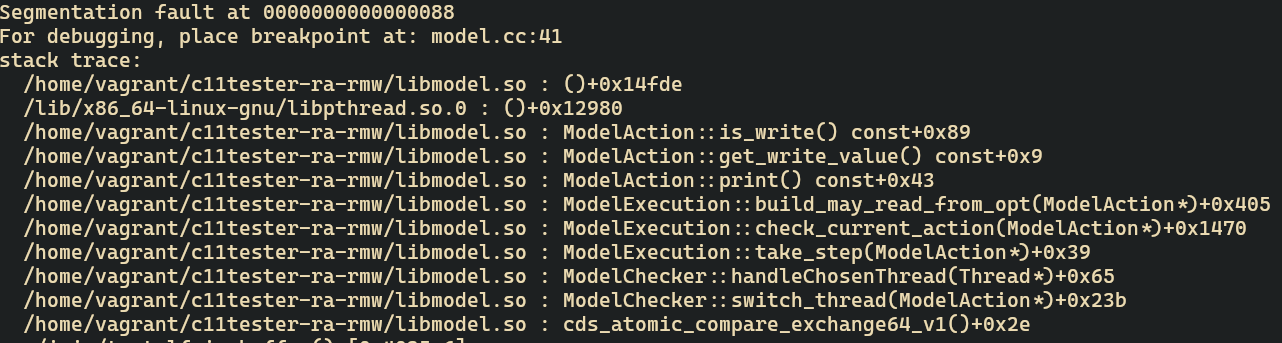 Segmentation fault at 0000000000000088
For debugging, place breakpoint at: model.cc:41
stack trace:
/home/vagrant/c11tester-ra-rmw/libmodel.so : ()+0x14fde
/lib/x86_64-linux-gnu/libpthread.so.0 : ()+0x12980
/home/vagrant/c11tester-ra-rmw/libmodel.so : ModelAction::is_write() const+0x89
/home/vagrant/c11tester-ra-rmw/libmodel.so : ModelAction::get_write_value() const+0x9
/home/vagrant/c11tester-ra-rmw/libmodel.so : ModelAction::print() const+0x43
/home/vagrant/c11tester-ra-rmw/libmodel.so : ModelExecution::build_may_read_from_opt(ModelAction*)+0x405
/home/vagrant/c11tester-ra-rmw/libmodel.so : ModelExecution::check_current_action(ModelAction*)+0x1470
/home/vagrant/c11tester-ra-rmw/libmodel.so : ModelExecution::take_step(ModelAction*)+0x39
/home/vagrant/c11tester-ra-rmw/libmodel.so : ModelChecker::handleChosenThread(Thread*)+0x65
/home/vagrant/c11tester-ra-rmw/libmodel.so : ModelChecker::switch_thread(ModelAction*)+0x23b
/home/vagrant/c11tester-ra-rmw/libmodel.so : cds_atomic_compare_exchange64_v1()+0x2e